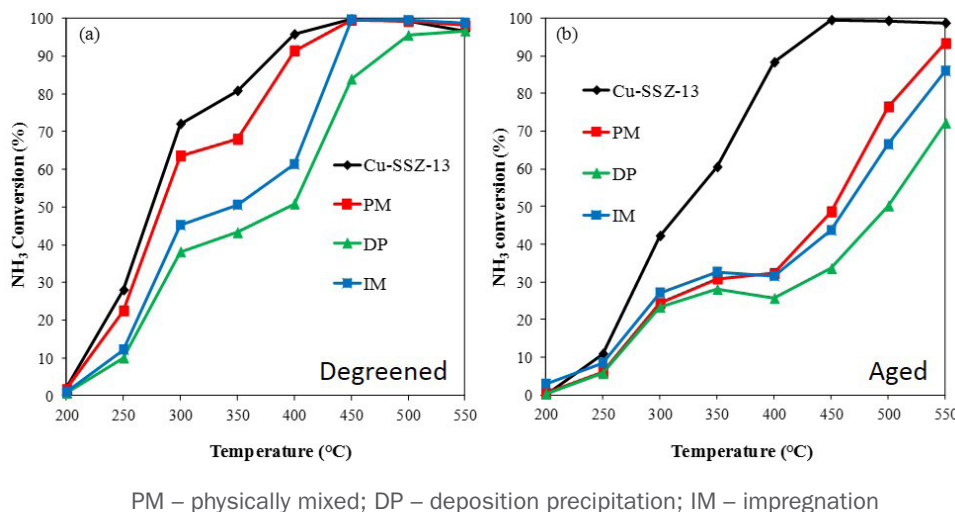 (a)
NH₃ Conversion (%)
100
90
80
70
60
50
40
30
20
10
0
Cu-SSZ-13
PM
DP
IM
Degreened
200 250 300 350 400 450 500 550
Temperature (°C)
(b)
NH₃ conversion (%)
100
90
80
70
60
50
40
30
20
10
0
Cu-SSZ-13
PM
DP
IM
Aged
200 250 300 350 400 450 500 550
Temperature (°C)
PM – physically mixed; DP – deposition precipitation; IM – impregnation